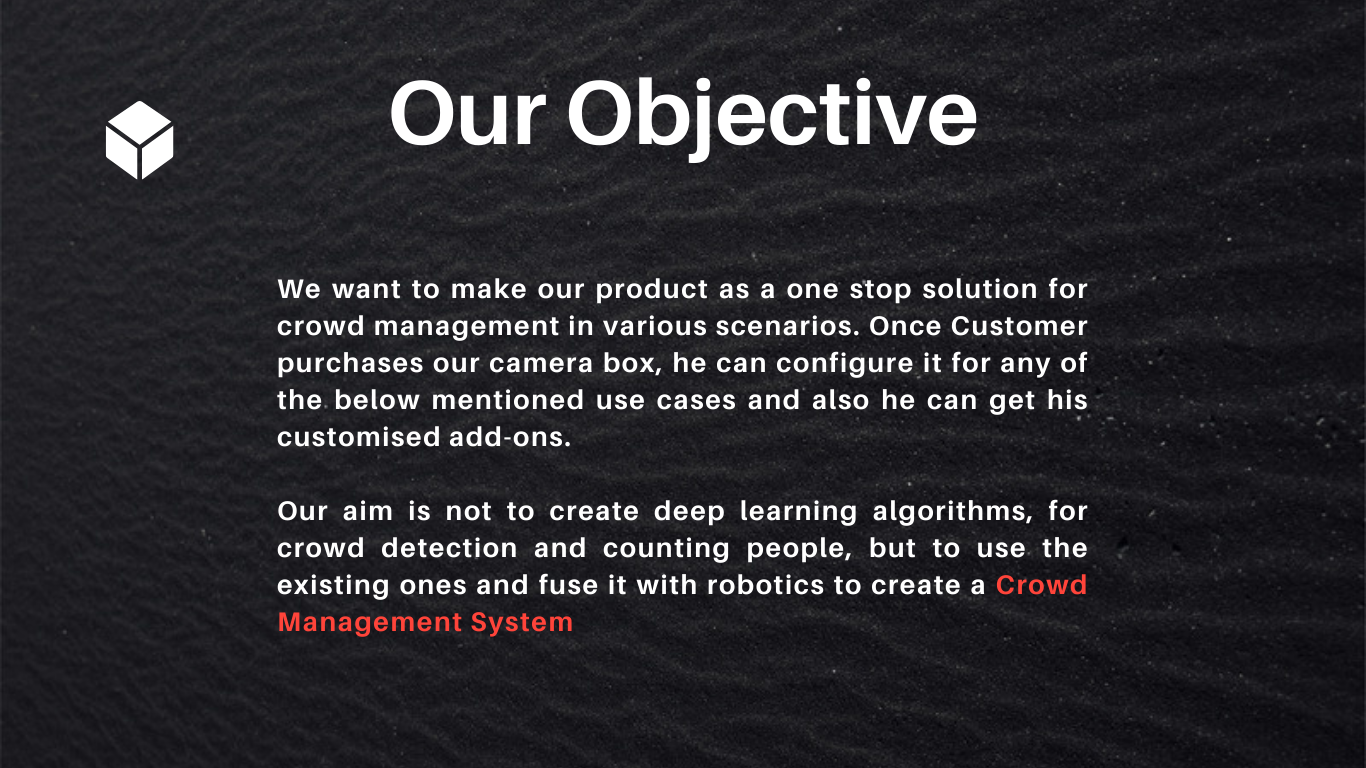 Our Objective
We want to make our product as a one stop solution for
crowd management in various scenarios. Once Customer
purchases our camera box, he can configure it for any of
the below mentioned use cases and also he can get his
customised add-ons.
Our aim is not to create deep learning algorithms, for
crowd detection and counting people, but to use the
existing ones and fuse it with robotics to create a Crowd
Management System